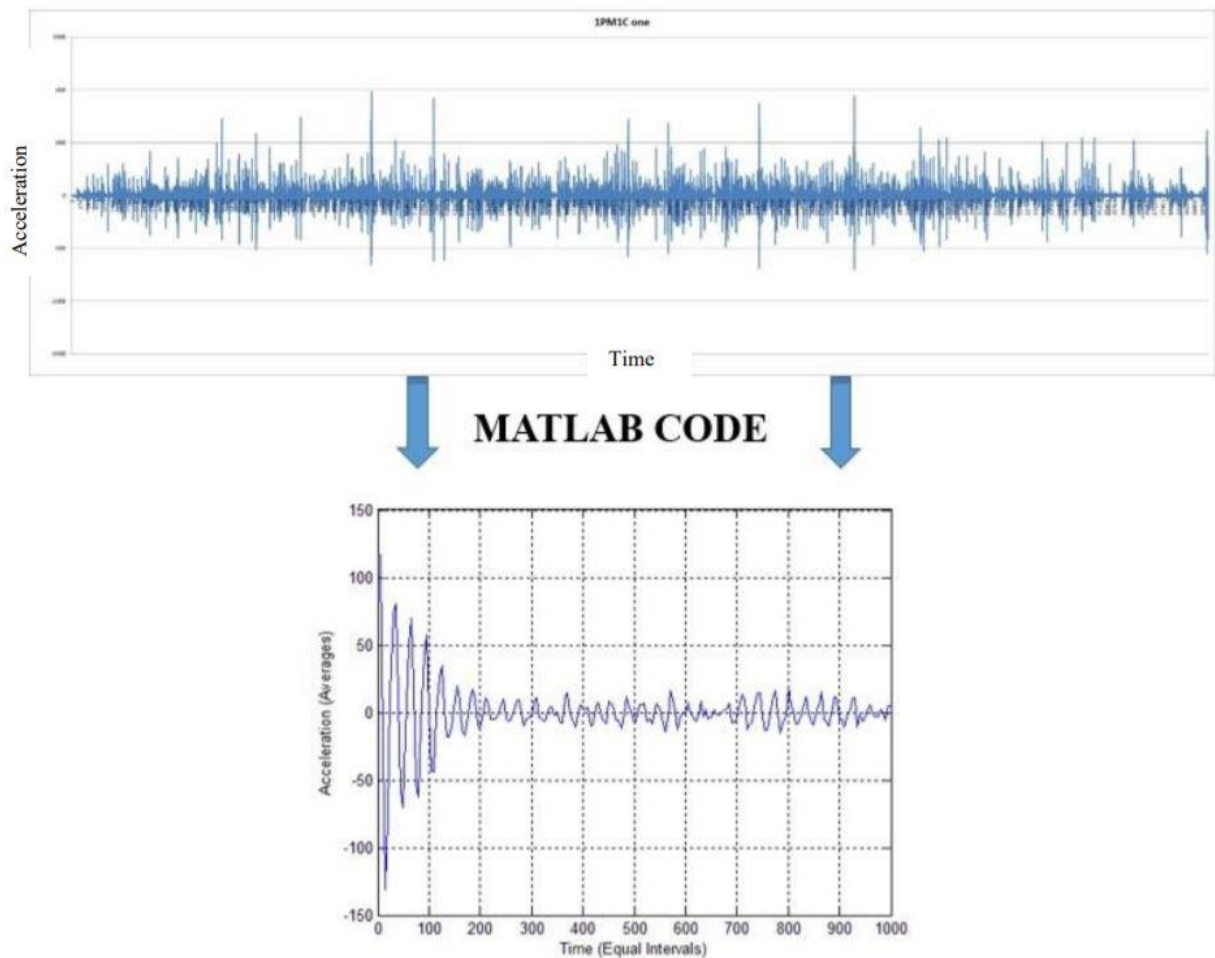 1PM1C one
Acceleration
Time
MATLAB CODE
150
100
50
0
-50
-100
-150
Acceleration (Averages)
0 100 200 300 400 500 600 700 800 900 1000
Time (Equal Intervals)